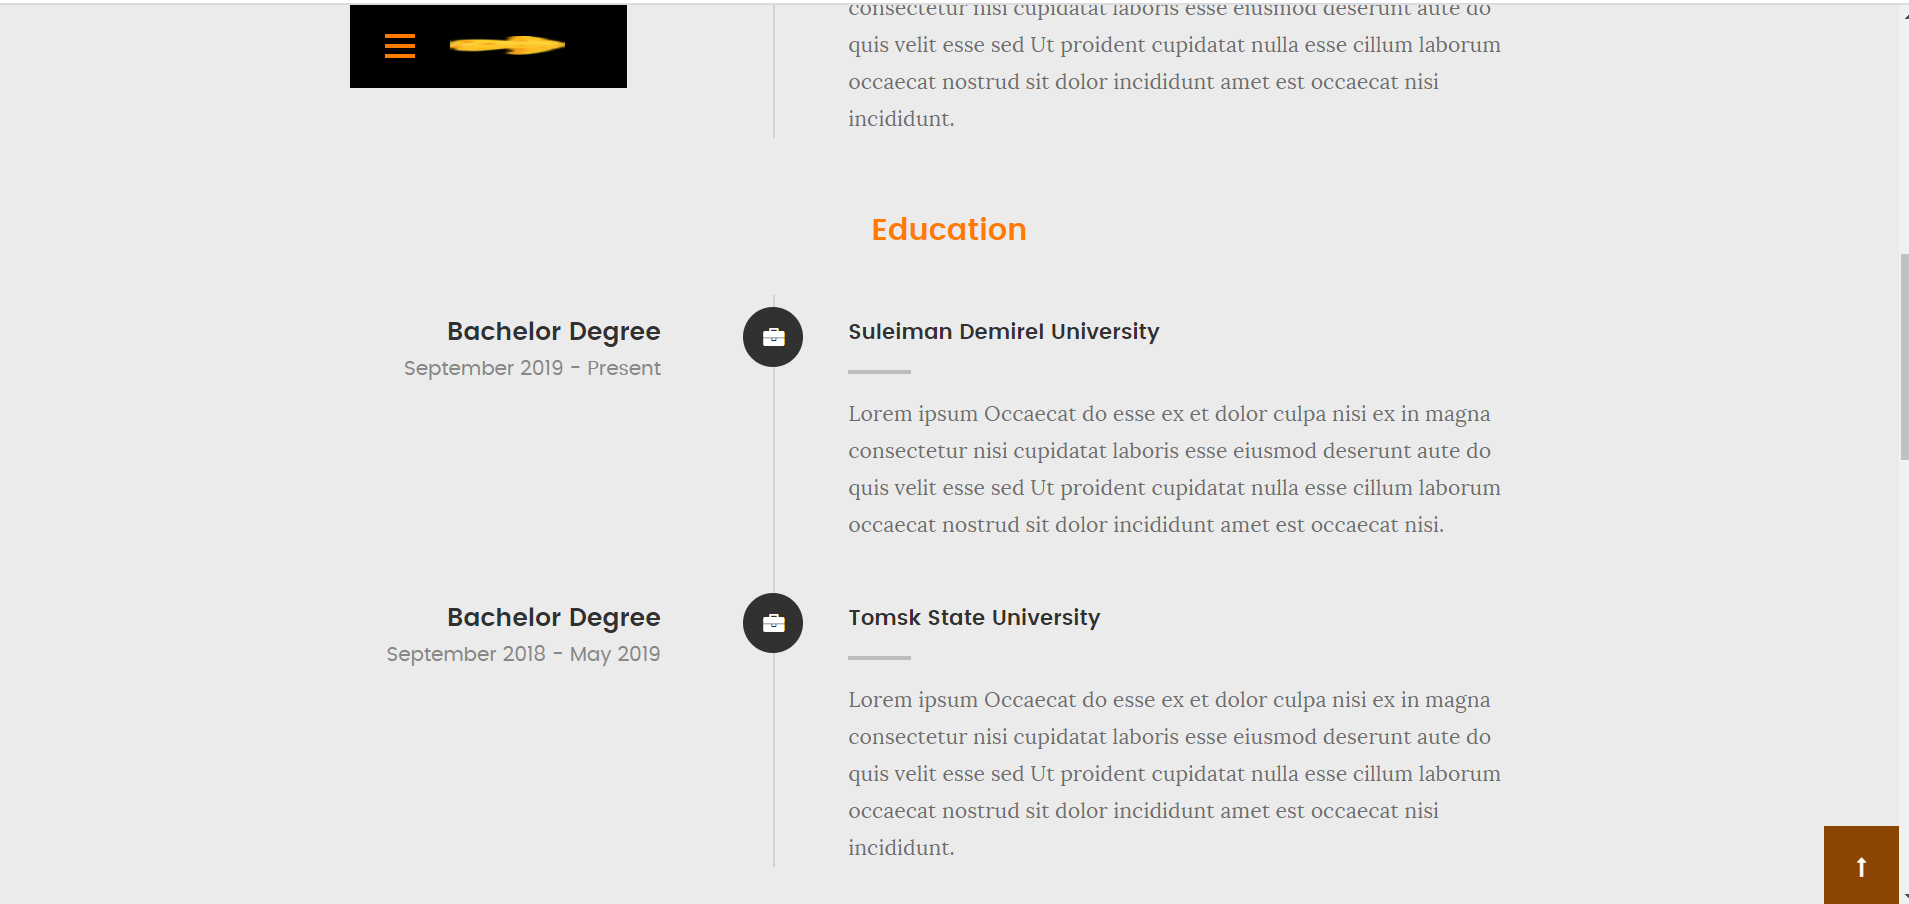 consectetur nisi cupidatat laboris esse eiusmod deserunt aute do
quis velit esse sed Ut proident cupidatat nulla esse cillum laborum
occaecat nostrud sit dolor incididunt amet est occaecat nisi
incididunt.
Education
Bachelor Degree
September 2019 - Present
Suleiman Demirel University
Lorem ipsum Occaecat do esse ex et dolor culpa nisi ex in magna
consectetur nisi cupidatat laboris esse eiusmod deserunt aute do
quis velit esse sed Ut proident cupidatat nulla esse cillum laborum
occaecat nostrud sit dolor incididunt amet est occaecat nisi.
Bachelor Degree
September 2018 - May 2019
Tomsk State University
Lorem ipsum Occaecat do esse ex et dolor culpa nisi ex in magna
consectetur nisi cupidatat laboris esse eiusmod deserunt aute do
quis velit esse sed Ut proident cupidatat nulla esse cillum laborum
occaecat nostrud sit dolor incididunt amet est occaecat nisi
incididunt.